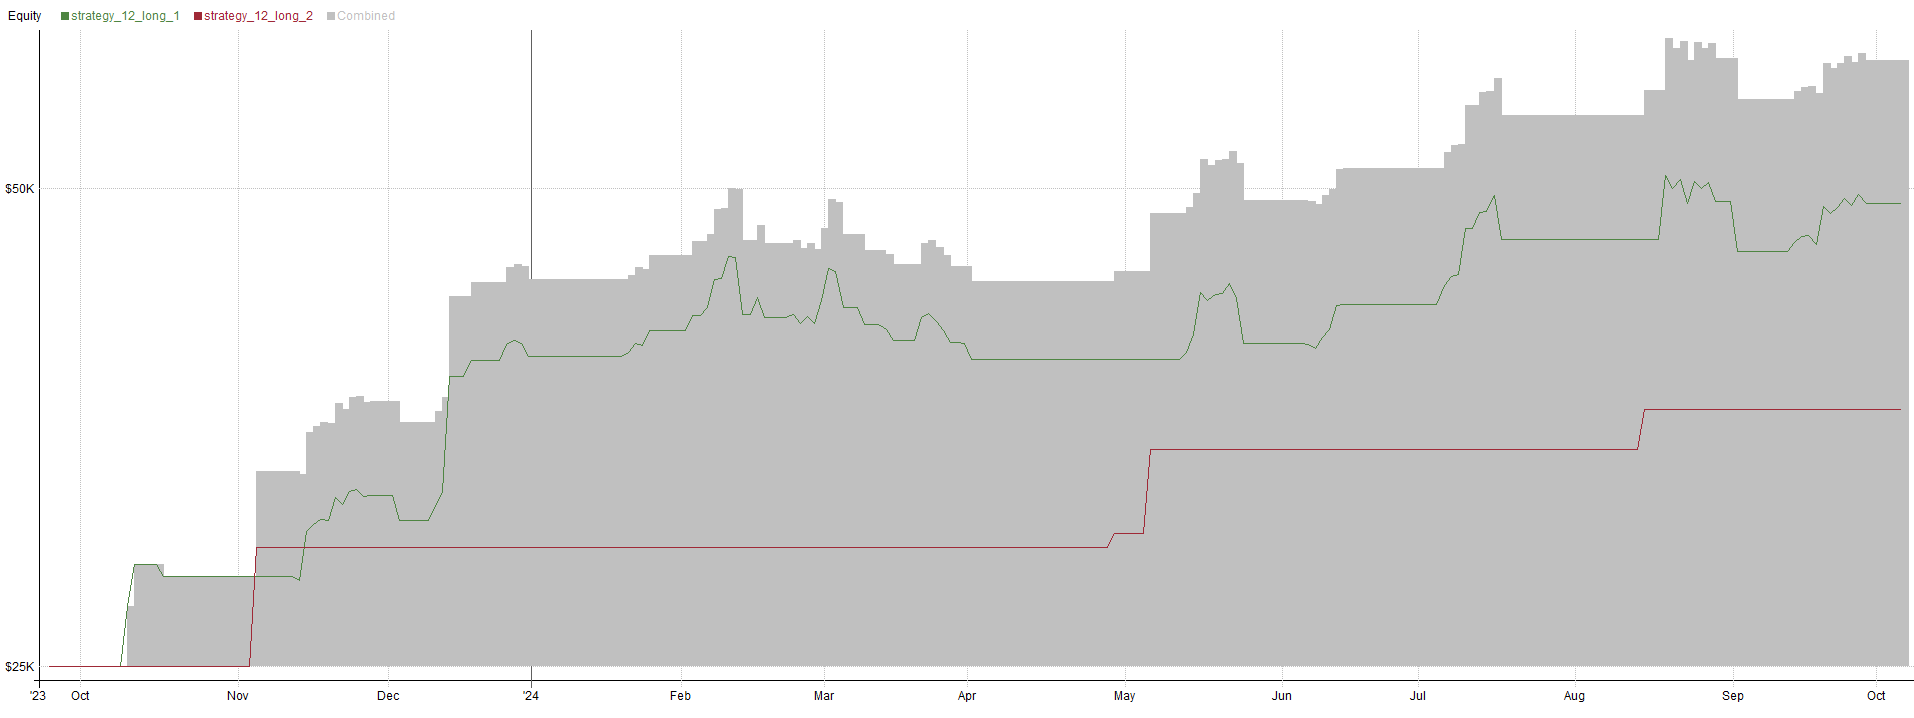 Equity strategy_12_long_1 strategy_12_long_2 Combined
$50K
$25K
'23 Oct Nov Dec '24 Feb Mar Apr May Jun Jul Aug Sep Oct